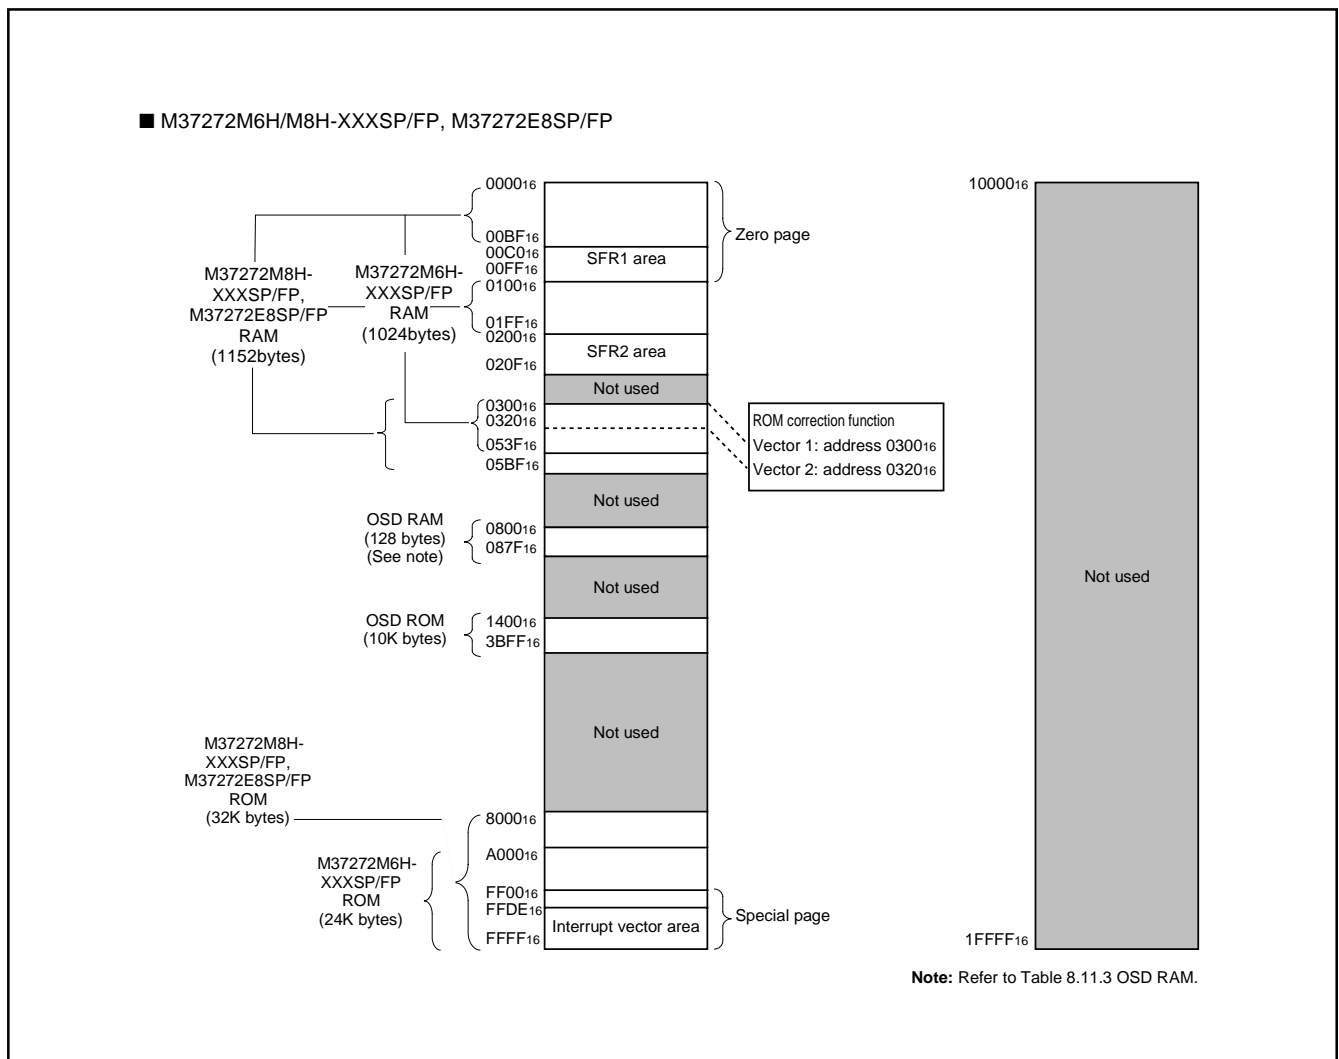 ■ M37272M6H/M8H-XXXSP/FP, M37272E8SP/FP
M37272M8H-
XXXSP/FP,
M37272E8SP/FP
RAM
(1152bytes)
M37272M6H-
XXXSP/FP
RAM
(1024bytes)
0000₁₆
00BF₁₆
00C0₁₆
00FF₁₆
0100₁₆
01FF₁₆
0200₁₆
020F₁₆
0300₁₆
0320₁₆
053F₁₆
05BF₁₆
SFR1 area
Zero page
SFR2 area
Not used
ROM correction function
Vector 1: address 0300₁₆
Vector 2: address 0320₁₆
Not used
OSD RAM
(128 bytes)
(See note)
0800₁₆
087F₁₆
Not used
OSD ROM
(10K bytes)
1400₁₆
3BFF₁₆
Not used
M37272M8H-
XXXSP/FP,
M37272E8SP/FP
ROM
(32K bytes)
M37272M6H-
XXXSP/FP
ROM
(24K bytes)
8000₁₆
A000₁₆
FF00₁₆
FFDE₁₆
FFFF₁₆
Interrupt vector area
Special page
10000₁₆
Not used
1FFFF₁₆
Note: Refer to Table 8.11.3 OSD RAM.